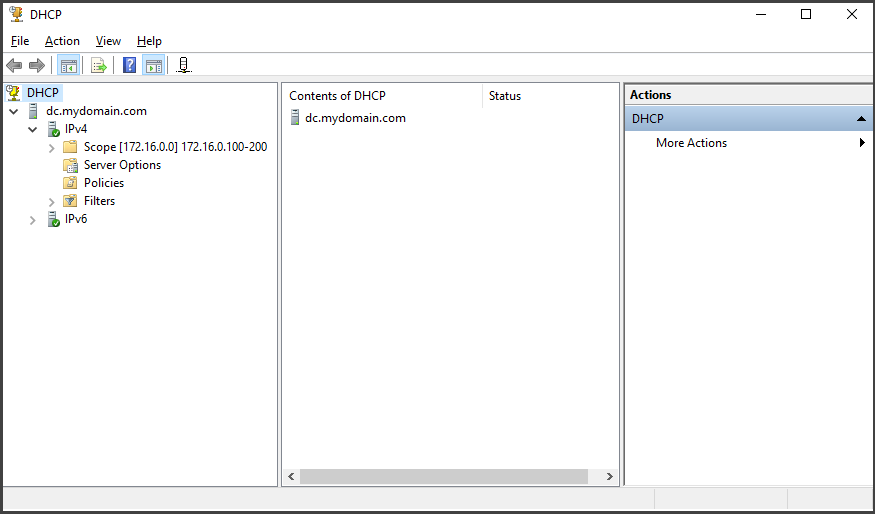 DHCP
File Action View Help
DHCP
dc.mydomain.com
IPv4
Scope [172.16.0.0] 172.16.0.100-200
Server Options
Policies
Filters
IPv6
Contents of DHCP Status
dc.mydomain.com
Actions
DHCP
More Actions